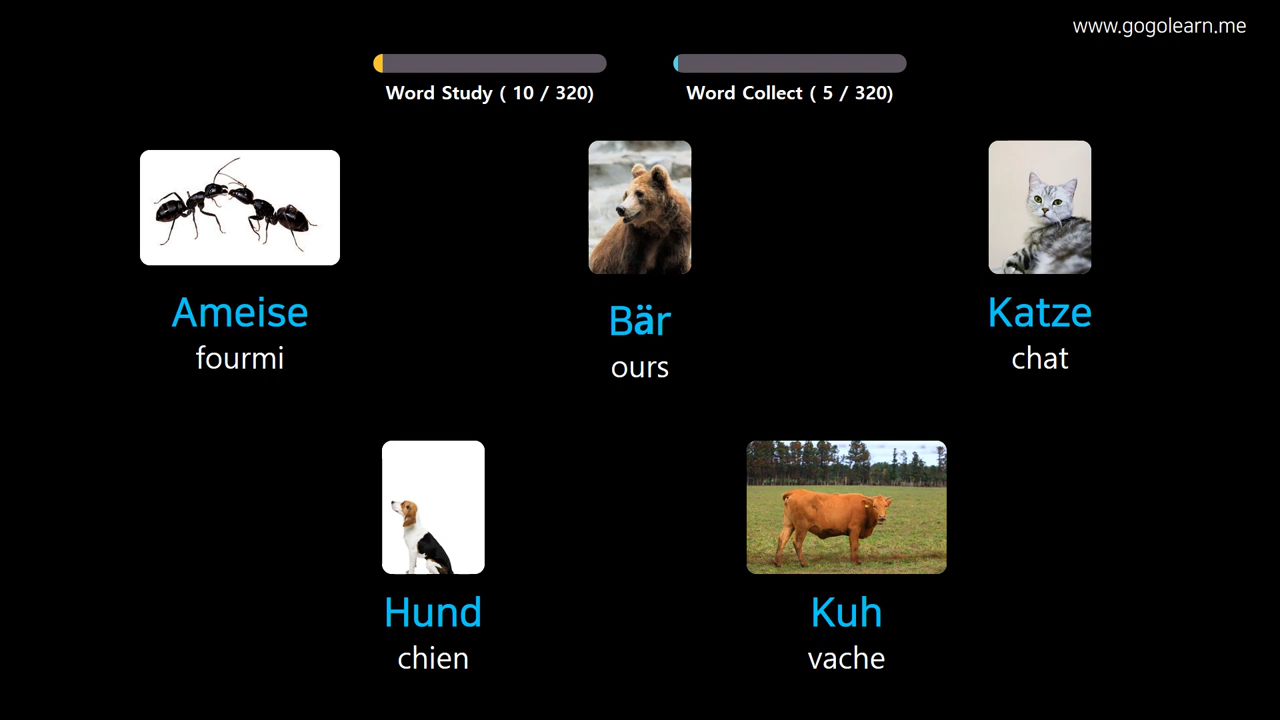 www.gogolearn.me
Word Study ( 10 / 320)
Word Collect ( 5 / 320)
Ameise
fourmi
Bär
ours
Katze
chat
Hund
chien
Kuh
vache